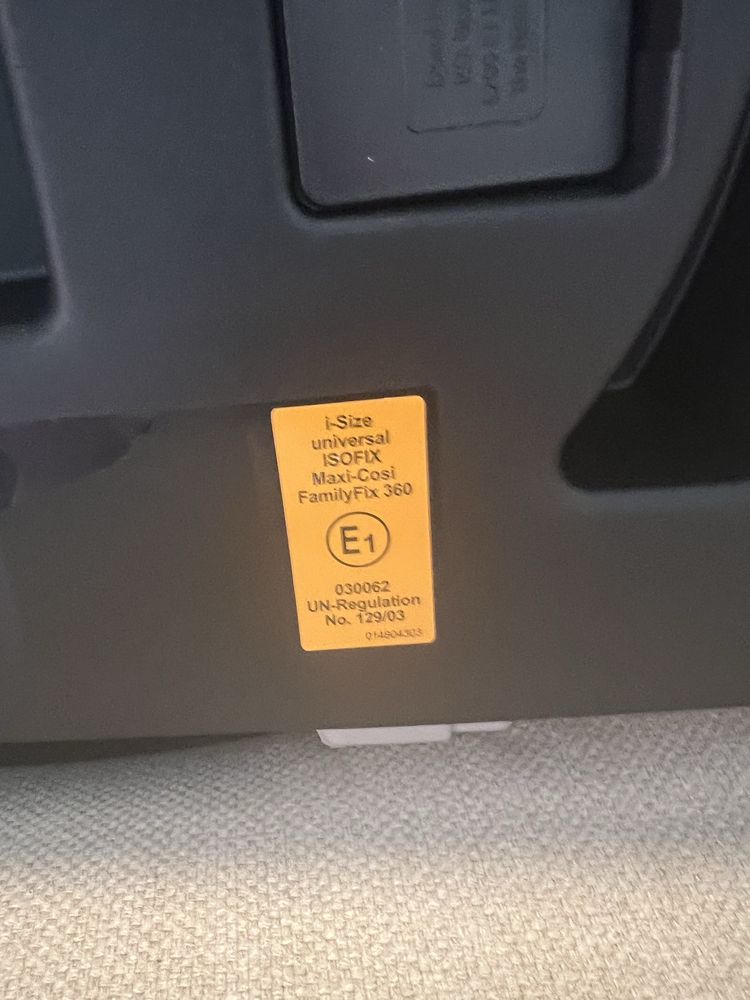 i-Size
universal
ISOFIX
Maxi-Cosi
FamilyFix 360
E1
030062
UN-Regulation
No. 129/03
014804303